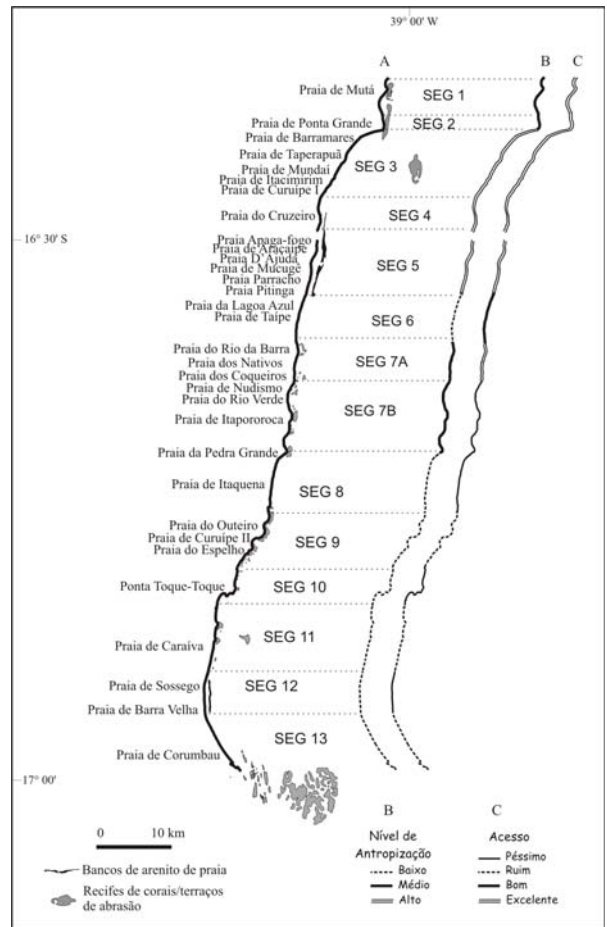 39° 00' W
A
B
C
Praia de Mutá
SEG 1
Praia de Ponta Grande
SEG 2
Praia de Barramares
Praia de Taperapuã
SEG 3
Praia de Mundaí
Praia de Itacimirim
Praia de Curuípe I
Praia do Cruzeiro
SEG 4
16° 30' S
Praia Apaga-fogo
Praia de Araçaípe
Praia D'Ajuda
SEG 5
Praia de Mucugê
Praia Parracho
Praia Pitinga
Praia da Lagoa Azul
SEG 6
Praia de Taípe
Praia do Rio da Barra
SEG 7A
Praia dos Nativos
Praia dos Coqueiros
Praia de Nudismo
Praia do Rio Verde
SEG 7B
Praia de Itapororoca
Praia da Pedra Grande
Praia de Itaquena
SEG 8
Praia do Outeiro
Praia de Curuípe II
SEG 9
Praia do Espelho
Ponta Toque-Toque
SEG 10
SEG 11
Praia de Caraíva
Praia de Sossego
SEG 12
Praia de Barra Velha
SEG 13
Praia de Corumbau
17° 00'
0 10 km
Bancos de arenito de praia
Recifes de corais/terraços
de abrasão
B
Nível de
Antropização
Baixo
Médio
Alto
C
Acesso
Péssimo
Ruim
Bom
Excelente